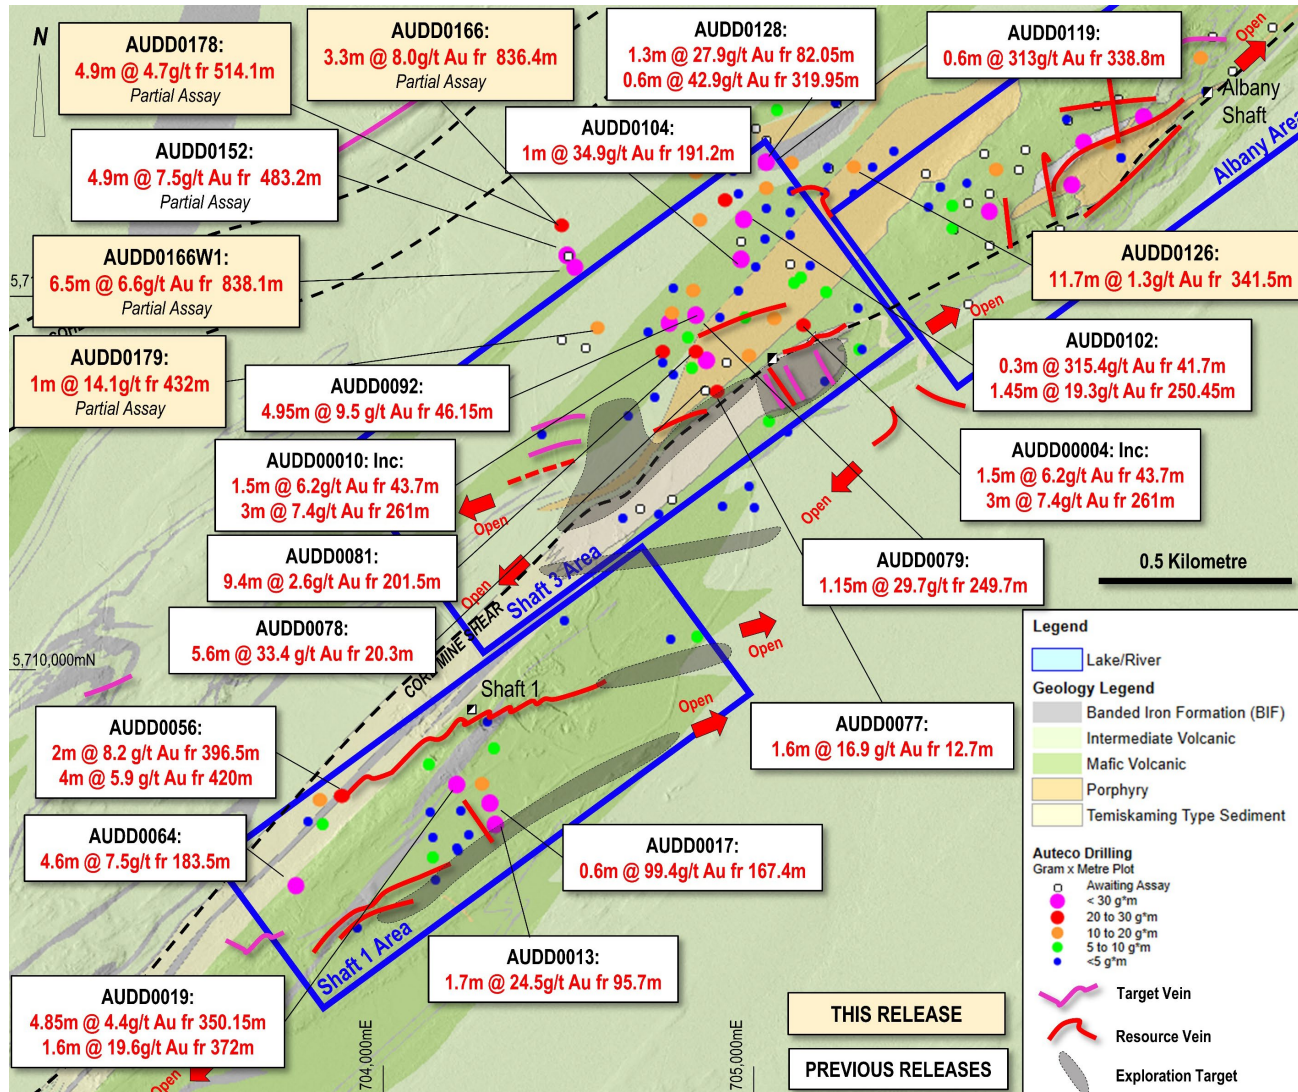 N
AUDD0178:
4.9m @ 4.7g/t fr 514.1m
Partial Assay
AUDD0166:
3.3m @ 8.0g/t Au fr 836.4m
Partial Assay
AUDD0128:
1.3m @ 27.9g/t Au fr 82.05m
0.6m @ 42.9g/t Au fr 319.95m
AUDD0119:
0.6m @ 313g/t Au fr 338.8m
Open
Albany
Shaft
Albany Area
AUDD0104:
1m @ 34.9g/t Au fr 191.2m
AUDD0152:
4.9m @ 7.5g/t Au fr 483.2m
Partial Assay
AUDD0166W1:
6.5m @ 6.6g/t Au fr 838.1m
Partial Assay
AUDD0126:
11.7m @ 1.3g/t Au fr 341.5m
Open
AUDD0179:
1m @ 14.1g/t fr 432m
Partial Assay
AUDD0092:
4.95m @ 9.5 g/t Au fr 46.15m
AUDD0102:
0.3m @ 315.4g/t Au fr 41.7m
1.45m @ 19.3g/t Au fr 250.45m
AUDD00010: Inc:
1.5m @ 6.2g/t Au fr 43.7m
3m @ 7.4g/t Au fr 261m
AUDD00004: Inc:
1.5m @ 6.2g/t Au fr 43.7m
3m @ 7.4g/t Au fr 261m
Open
Open
AUDD0081:
9.4m @ 2.6g/t Au fr 201.5m
AUDD0079:
1.15m @ 29.7g/t fr 249.7m
0.5 Kilometre
Open
Shaft 3 Area
AUDD0078:
5.6m @ 33.4 g/t Au fr 20.3m
MINE SHEAR
5,710,000mN
Open
Shaft 1
Open
AUDD0056:
2m @ 8.2 g/t Au fr 396.5m
4m @ 5.9 g/t Au fr 420m
AUDD0077:
1.6m @ 16.9 g/t Au fr 12.7m
AUDD0064:
4.6m @ 7.5g/t fr 183.5m
AUDD0017:
0.6m @ 99.4g/t Au fr 167.4m
AUDD0013:
1.7m @ 24.5g/t Au fr 95.7m
Shaft 1 Area
AUDD0019:
4.85m @ 4.4g/t Au fr 350.15m
1.6m @ 19.6g/t Au fr 372m
Open
704,000mE
705,000mE
THIS RELEASE
PREVIOUS RELEASES
Legend
Lake/River
Geology Legend
Banded Iron Formation (BIF)
Intermediate Volcanic
Mafic Volcanic
Porphyry
Temiskaming Type Sediment
Auteco Drilling
Gram x Metre Plot
Awaiting Assay
< 30 g*m
20 to 30 g*m
10 to 20 g*m
5 to 10 g*m
<5 g*m
Target Vein
Resource Vein
Exploration Target